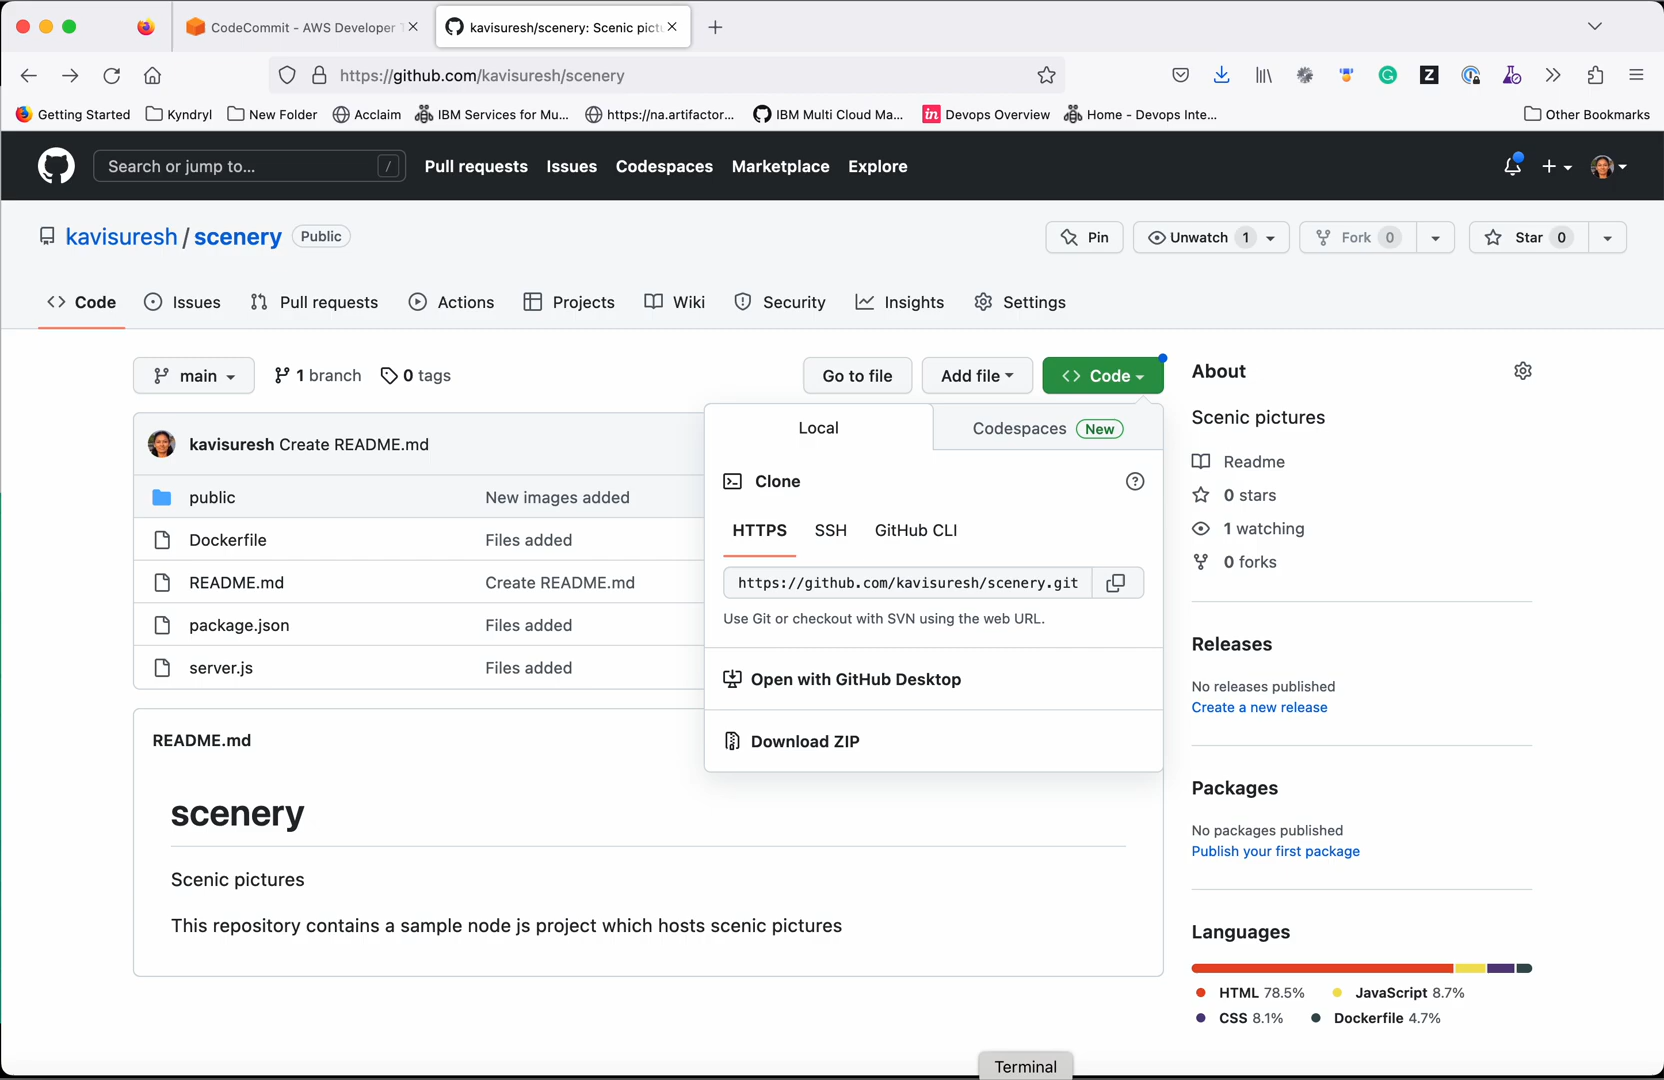 CodeCommit - AWS Developer T
kavisuresh/scenery: Scenic pict
https://github.com/kavisuresh/scenery
Getting Started Kyndryl New Folder Acclaim IBM Services for Mu... https://na.artifactor... IBM Multi Cloud Ma... in Devops Overview Home - Devops Inte... Other Bookmarks
Search or jump to... / Pull requests Issues Codespaces Marketplace Explore
kavisuresh / scenery Public
Pin Unwatch 1 Fork 0 Star 0
Code Issues Pull requests Actions Projects Wiki Security Insights Settings
main 1 branch 0 tags Go to file Add file Code
kavisuresh Create README.md
public New images added
Dockerfile Files added
README.md Create README.md
package.json Files added
server.js Files added
Local Codespaces New
Clone
HTTPS SSH GitHub CLI
https://github.com/kavisuresh/scenery.git
Use Git or checkout with SVN using the web URL.
Open with GitHub Desktop
Download ZIP
README.md
scenery
Scenic pictures
This repository contains a sample node js project which hosts scenic pictures
About
Scenic pictures
Readme
0 stars
1 watching
0 forks
Releases
No releases published
Create a new release
Packages
No packages published
Publish your first package
Languages
HTML 78.5% JavaScript 8.7%
CSS 8.1% Dockerfile 4.7%
Terminal